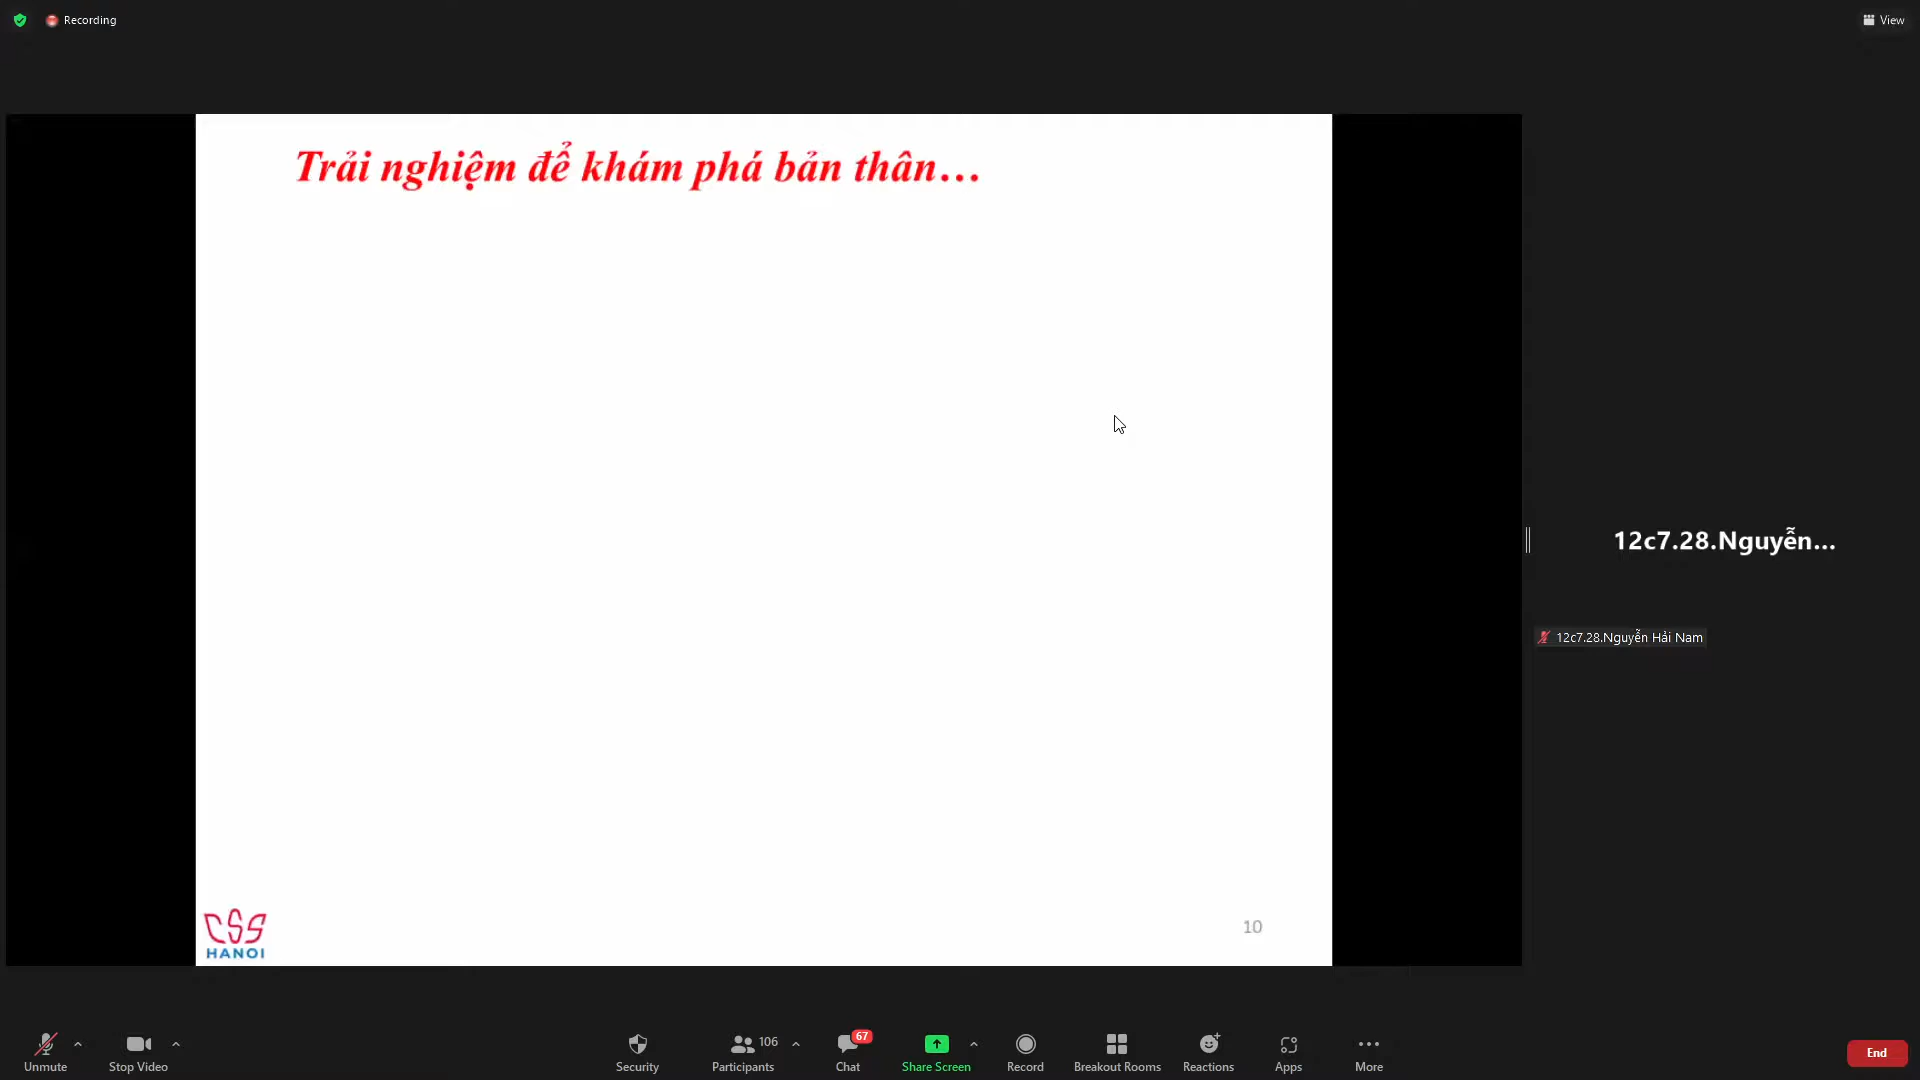 Recording
View
Trải nghiệm để khám phá bản thân...
12c7.28.Nguyễn...
12c7.28.Nguyễn Hải Nam
CSS
HANOI
10
Unmute
Stop Video
Security
Participants
106
Chat
67
Share Screen
Record
Breakout Rooms
Reactions
Apps
More
End